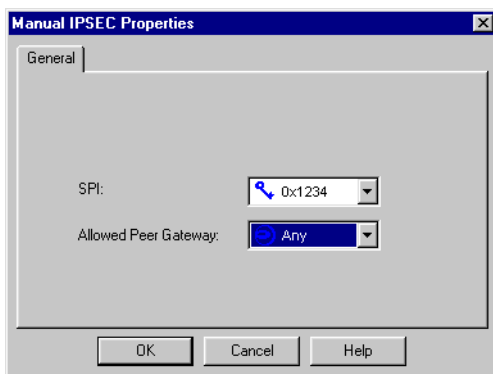 Manual IPSEC Properties
General
SPI: 0x1234
Allowed Peer Gateway: Any
OK Cancel Help